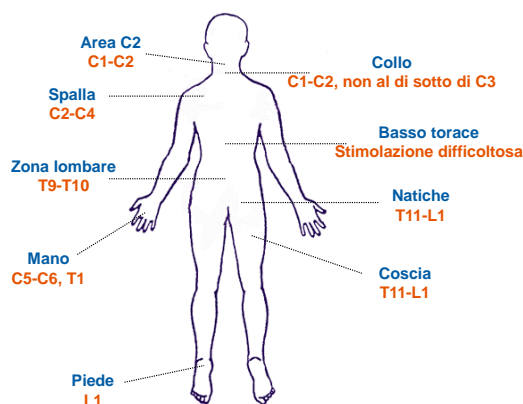 Area C2
C1-C2
Collo
C1-C2, non al di sotto di C3
Spalla
C2-C4
Basso torace
Stimolazione difficoltosa
Zona lombare
T9-T10
Natiche
T11-L1
Mano
C5-C6, T1
Coscia
T11-L1
Piede
L1